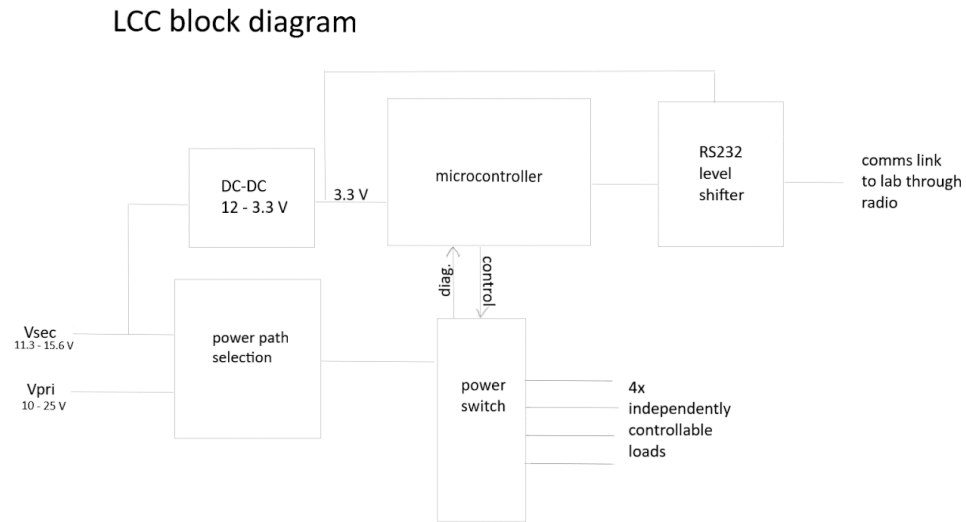 LCC block diagram
DC-DC
12 - 3.3 V
3.3 V
microcontroller
RS232
level
shifter
comms link
to lab through
radio
diag.
control
Vsec
11.3 - 15.6 V
Vpri
10 - 25 V
power path
selection
power
switch
4x
independently
controllable
loads